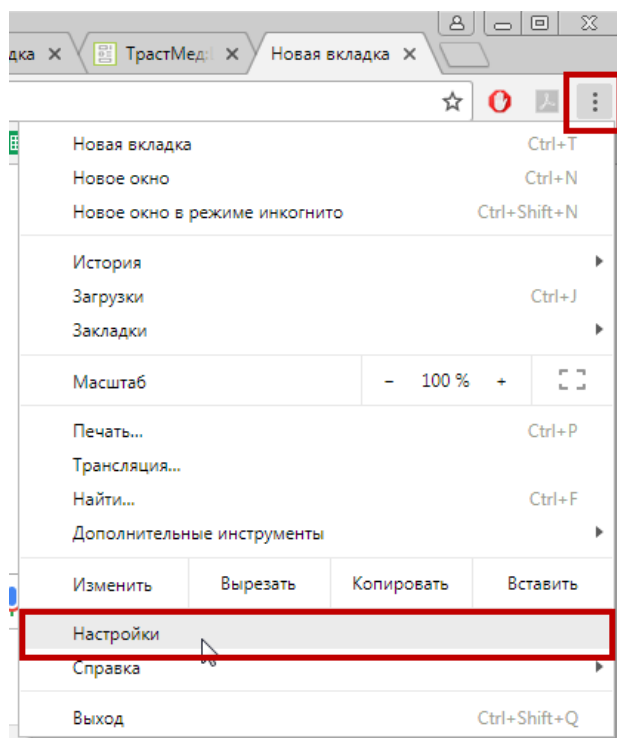 дка ТрастМед: Новая вкладка
Новая вкладка Ctrl+T
Новое окно Ctrl+N
Новое окно в режиме инкогнито Ctrl+Shift+N
История
Загрузки Ctrl+J
Закладки
Масштаб - 100 % +
Печать... Ctrl+P
Трансляция...
Найти... Ctrl+F
Дополнительные инструменты
Изменить Вырезать Копировать Вставить
Настройки
Справка
Выход Ctrl+Shift+Q